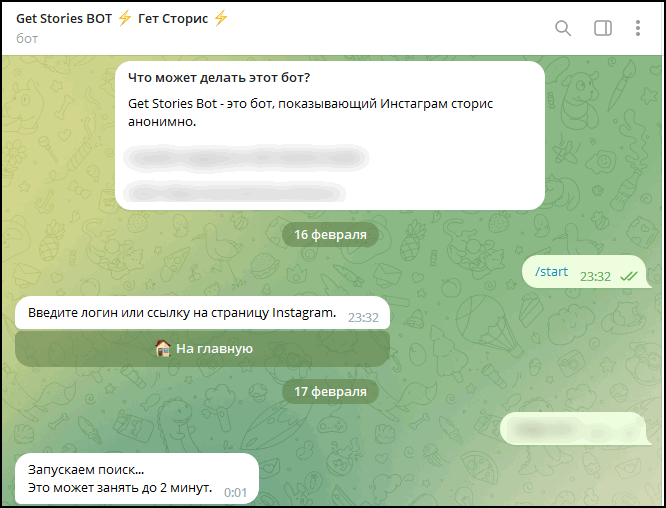 Get Stories BOT ⚡ Гет Сторис ⚡
бот
Что может делать этот бот?
Get Stories Bot - это бот, показывающий Инстаграм сторис
анонимно.
16 февраля
/start 23:32
Введите логин или ссылку на страницу Instagram. 23:32
🏠 На главную
17 февраля
Запускаем поиск...
Это может занять до 2 минут. 0:01